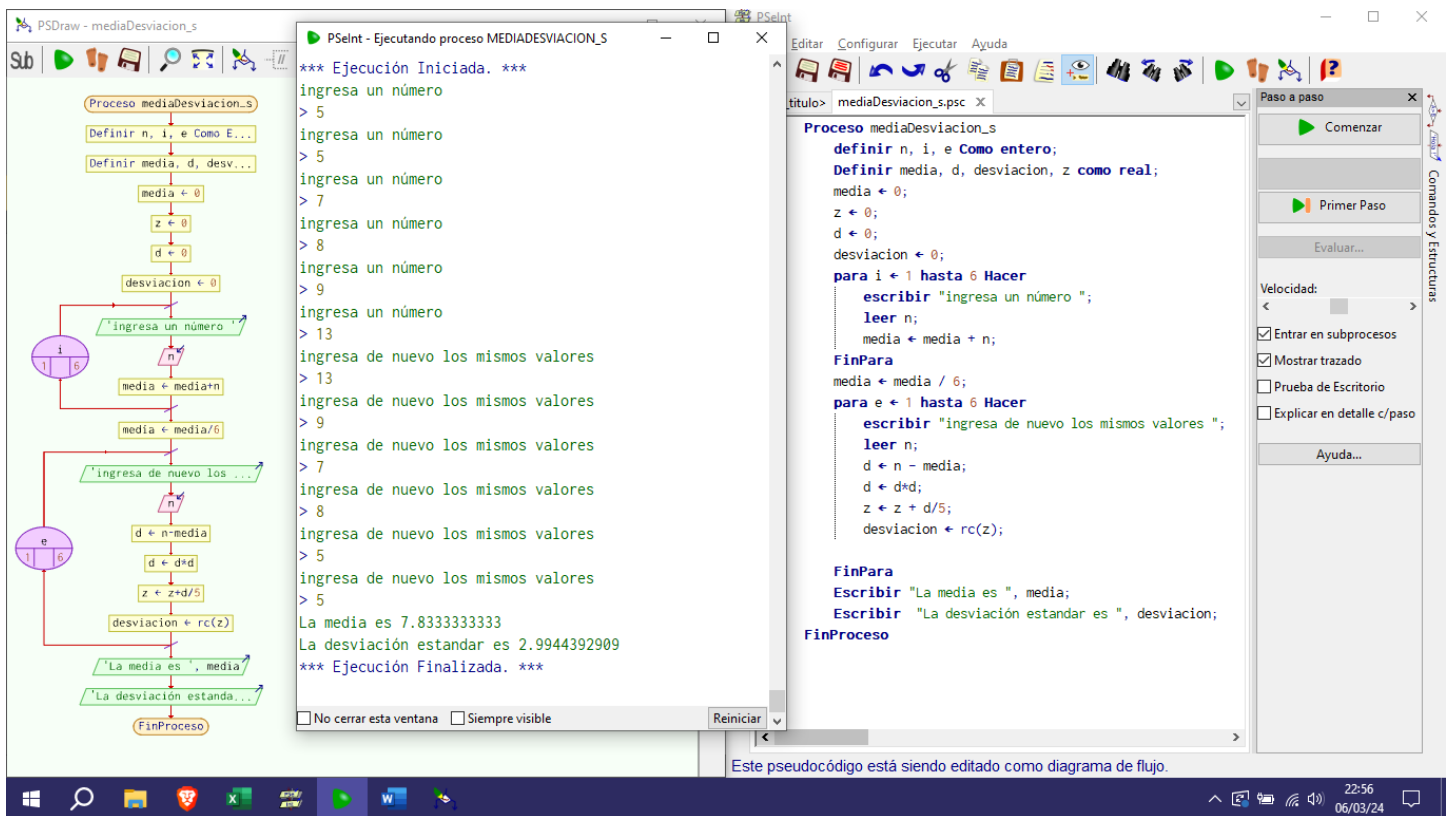 PSDraw - mediaDesviacion_s
Sub
Proceso mediaDesviacion_s
Definir n, i, e Como E...
Definir media, d, desv...
media ← 0
z ← 0
d ← 0
desviacion ← 0
'ingresa un número '
i
1 6
n
media ← media+n
media ← media/6
'ingresa de nuevo los ...
n
e
1 6
d ← n-media
d ← d*d
z ← z+d/5
desviacion ← rc(z)
'La media es ', media
'La desviación estanda...
FinProceso
PSeInt - Ejecutando proceso MEDIADESVIACION_S
*** Ejecución Iniciada. ***
ingresa un número
> 5
ingresa un número
> 5
ingresa un número
> 7
ingresa un número
> 8
ingresa un número
> 9
ingresa un número
> 13
ingresa de nuevo los mismos valores
> 13
ingresa de nuevo los mismos valores
> 9
ingresa de nuevo los mismos valores
> 7
ingresa de nuevo los mismos valores
> 8
ingresa de nuevo los mismos valores
> 5
ingresa de nuevo los mismos valores
> 5
La media es 7.8333333333
La desviación estandar es 2.9944392909
*** Ejecución Finalizada. ***
No cerrar esta ventana Siempre visible Reiniciar
PSeInt
Editar Configurar Ejecutar Ayuda
_titulo> mediaDesviacion_s.psc X
Proceso mediaDesviacion_s
definir n, i, e Como entero;
Definir media, d, desviacion, z como real;
media ← 0;
z ← 0;
d ← 0;
desviacion ← 0;
para i ← 1 hasta 6 Hacer
escribir "ingresa un número ";
leer n;
media ← media + n;
FinPara
media ← media / 6;
para e ← 1 hasta 6 Hacer
escribir "ingresa de nuevo los mismos valores ";
leer n;
d ← n - media;
d ← d*d;
z ← z + d/5;
desviacion ← rc(z);
FinPara
Escribir "La media es ", media;
Escribir "La desviación estandar es ", desviacion;
FinProceso
Paso a paso
Comenzar
Primer Paso
Evaluar...
Velocidad:
Entrar en subprocesos
Mostrar trazado
Prueba de Escritorio
Explicar en detalle c/paso
Ayuda...
Comandos y Estructuras
Este pseudocódigo está siendo editado como diagrama de flujo.
22:56
06/03/24